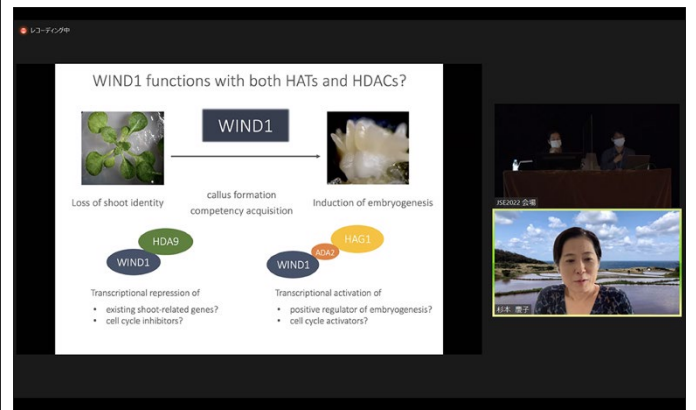 レコーディング中
WIND1 functions with both HATs and HDACs?
WIND1
Loss of shoot identity
callus formation
competency acquisition
Induction of embryogenesis
HDA9
WIND1
HAG1
ADA2
WIND1
Transcriptional repression of
• existing shoot-related genes?
• cell cycle inhibitors?
Transcriptional activation of
• positive regulator of embryogenesis?
• cell cycle activators?
JSE2022 会場
杉本 慶子